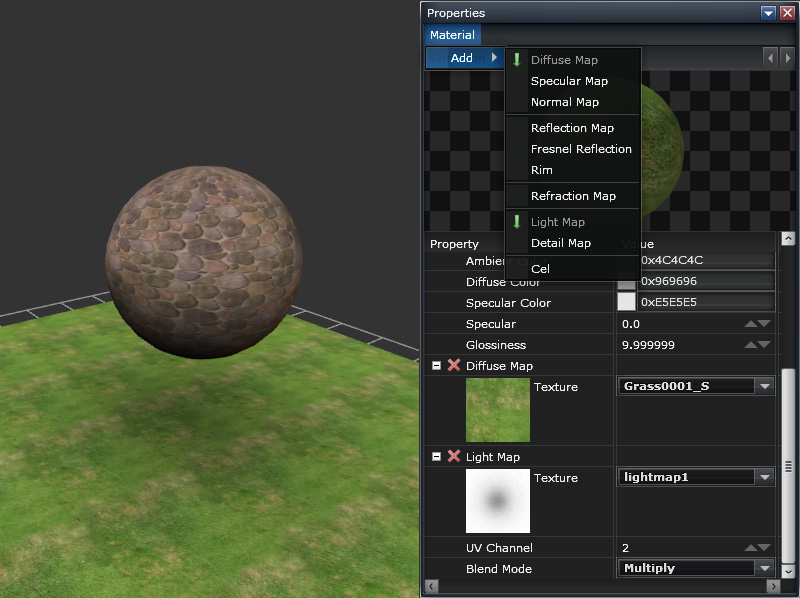 Properties
Material
Add
Diffuse Map
Specular Map
Normal Map
Reflection Map
Fresnel Reflection
Rim
Refraction Map
Light Map
Detail Map
Cel
Property
Value
Ambient
0x4C4C4C
Diffuse Color
0x969696
Specular Color
0xE5E5E5
Specular
0.0
Glossiness
9.999999
Diffuse Map
Texture
Grass0001_S
Light Map
Texture
lightmap1
UV Channel
2
Blend Mode
Multiply